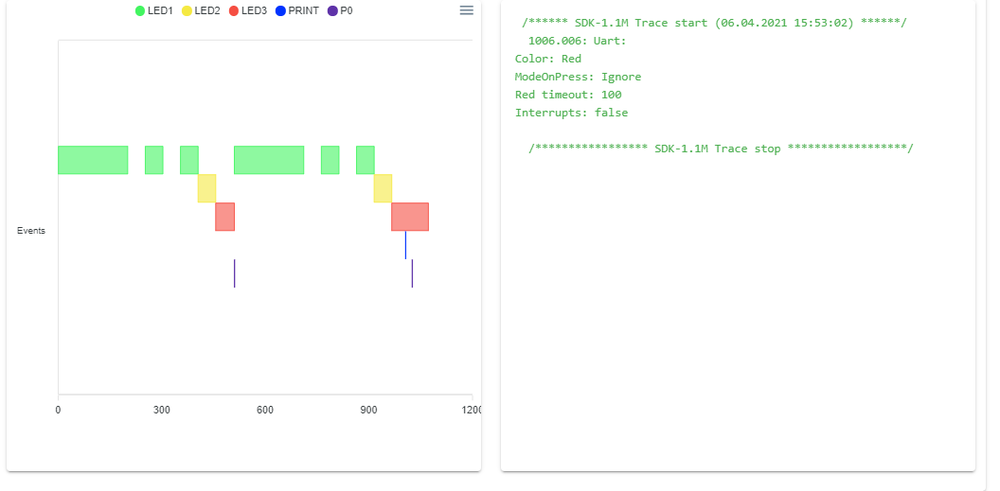 LED1 LED2 LED3 PRINT P0
Events
0 300 600 900 1200
/****** SDK-1.1M Trace start (06.04.2021 15:53:02) ******/
1006.006: Uart:
Color: Red
ModeOnPress: Ignore
Red timeout: 100
Interrupts: false
/***************** SDK-1.1M Trace stop ******************/